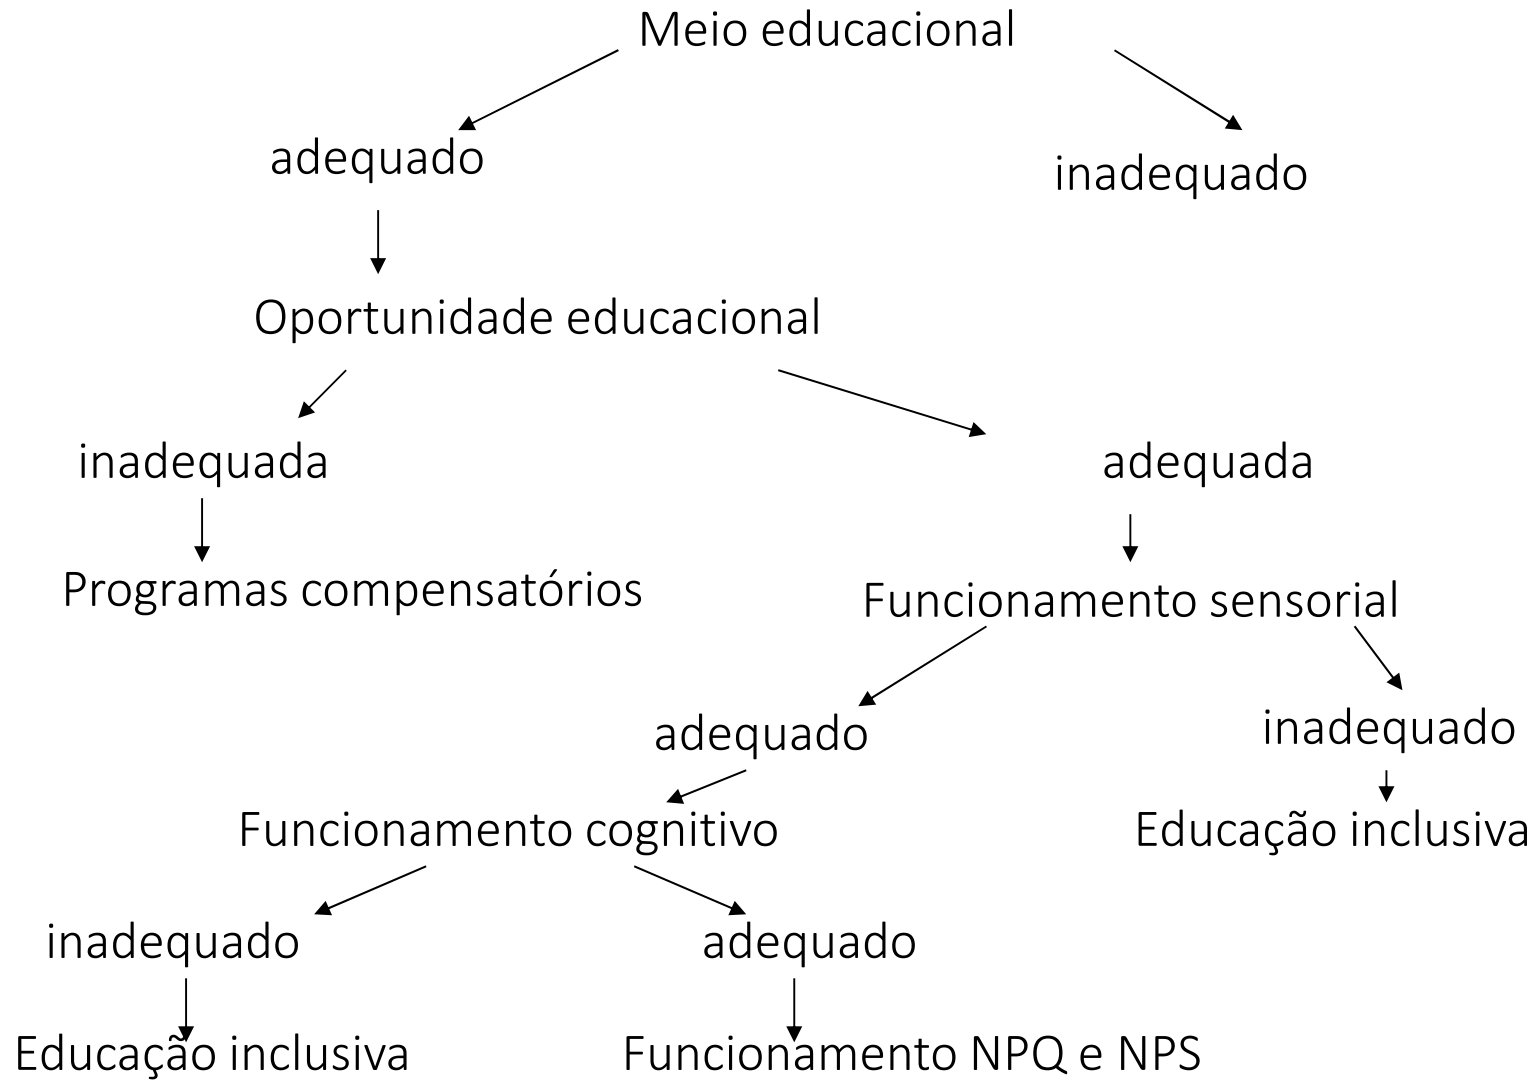 Meio educacional
adequado
inadequado
Oportunidade educacional
inadequada
adequada
Programas compensatórios
Funcionamento sensorial
adequado
inadequado
Funcionamento cognitivo
Educação inclusiva
inadequado
adequado
Educação inclusiva
Funcionamento NPQ e NPS